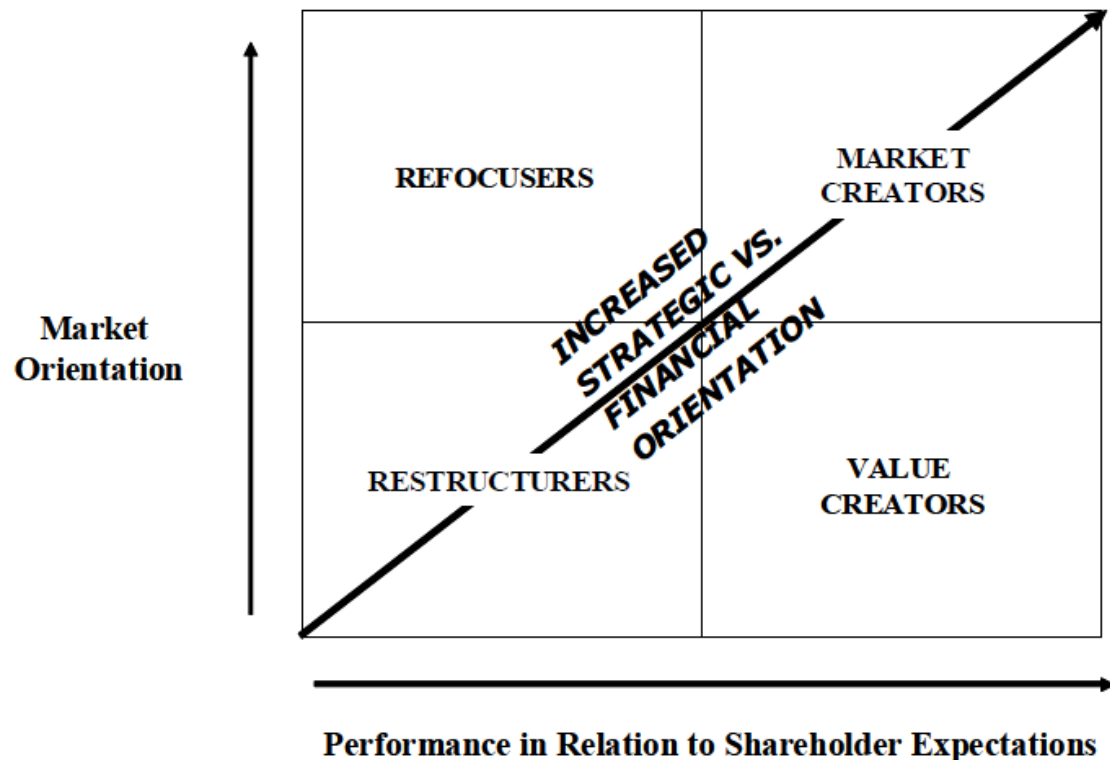 REFOCUSERS
MARKET
CREATORS
INCREASED
STRATEGIC VS.
FINANCIAL
ORIENTATION
Market
Orientation
RESTRUCTURERS
VALUE
CREATORS
Performance in Relation to Shareholder Expectations